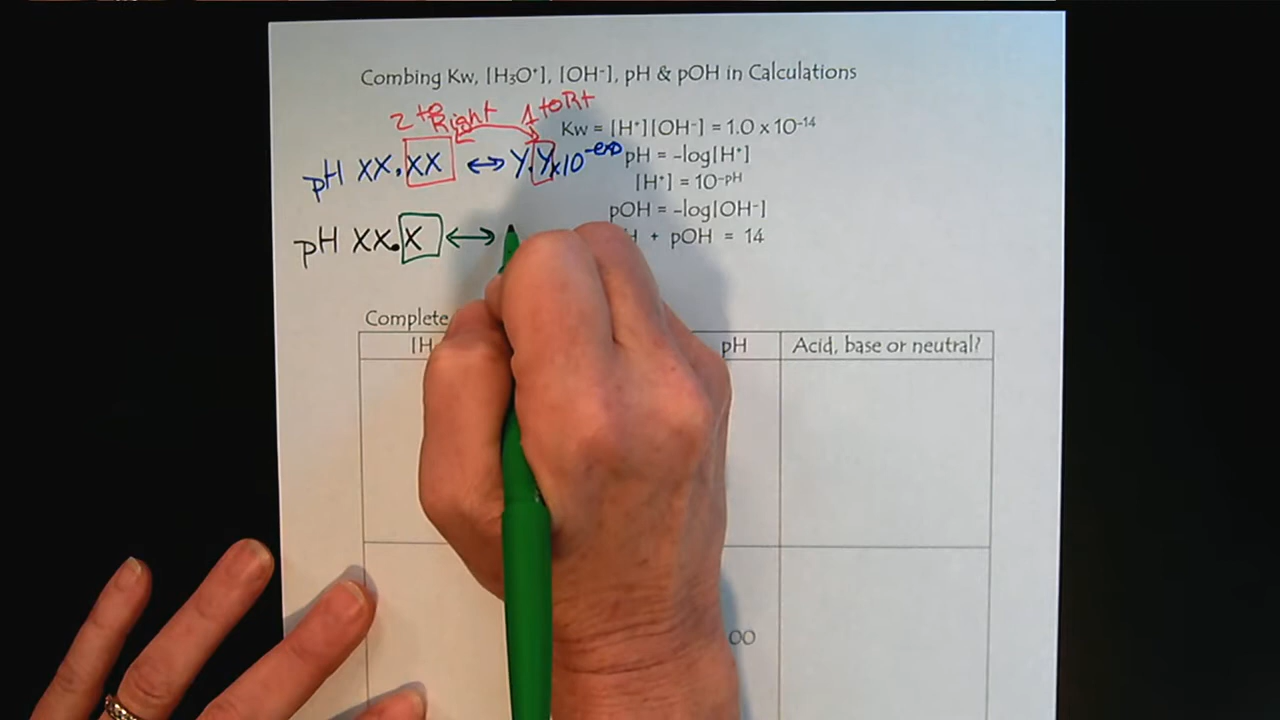 Combing Kw, [H₃O⁺], [OH⁻], pH & pOH in Calculations
2 to Right 1 to Rt
Kw = [H⁺][OH⁻] = 1.0 x 10⁻¹⁴
pH XX.XX ↔ Y.Yx10⁻ᵉˣᵖ
pH = -log[H⁺]
[H⁺] = 10⁻ᵖᴴ
pOH = -log[OH⁻]
pH XX.X ↔
H + pOH = 14
Complete
[H pH Acid, base or neutral?
00